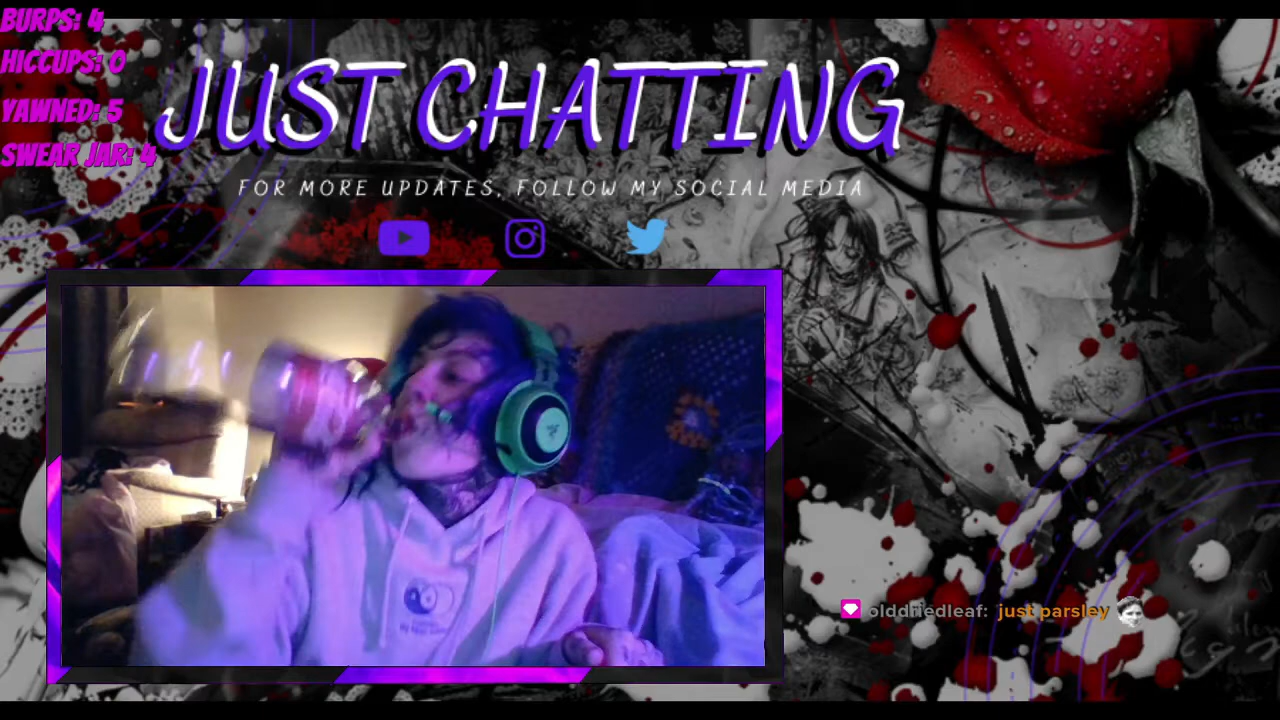 BURPS: 4
HICCUPS: 0
YAWNED: 5
SWEAR JAR: 4
JUST CHATTING
FOR MORE UPDATES, FOLLOW MY SOCIAL MEDIA
olddriedleaf: just parsley